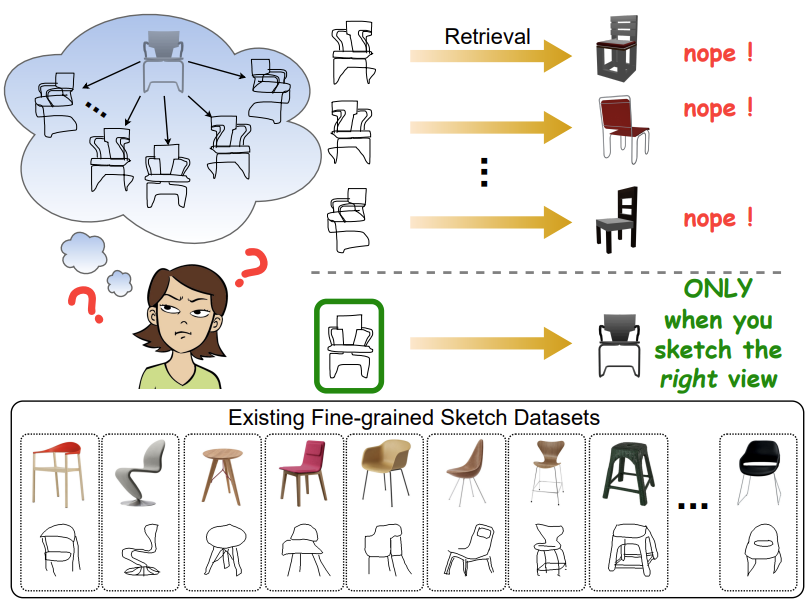 Retrieval
nope !
nope !
nope !
? ?
ONLY
when you
sketch the
right view
Existing Fine-grained Sketch Datasets